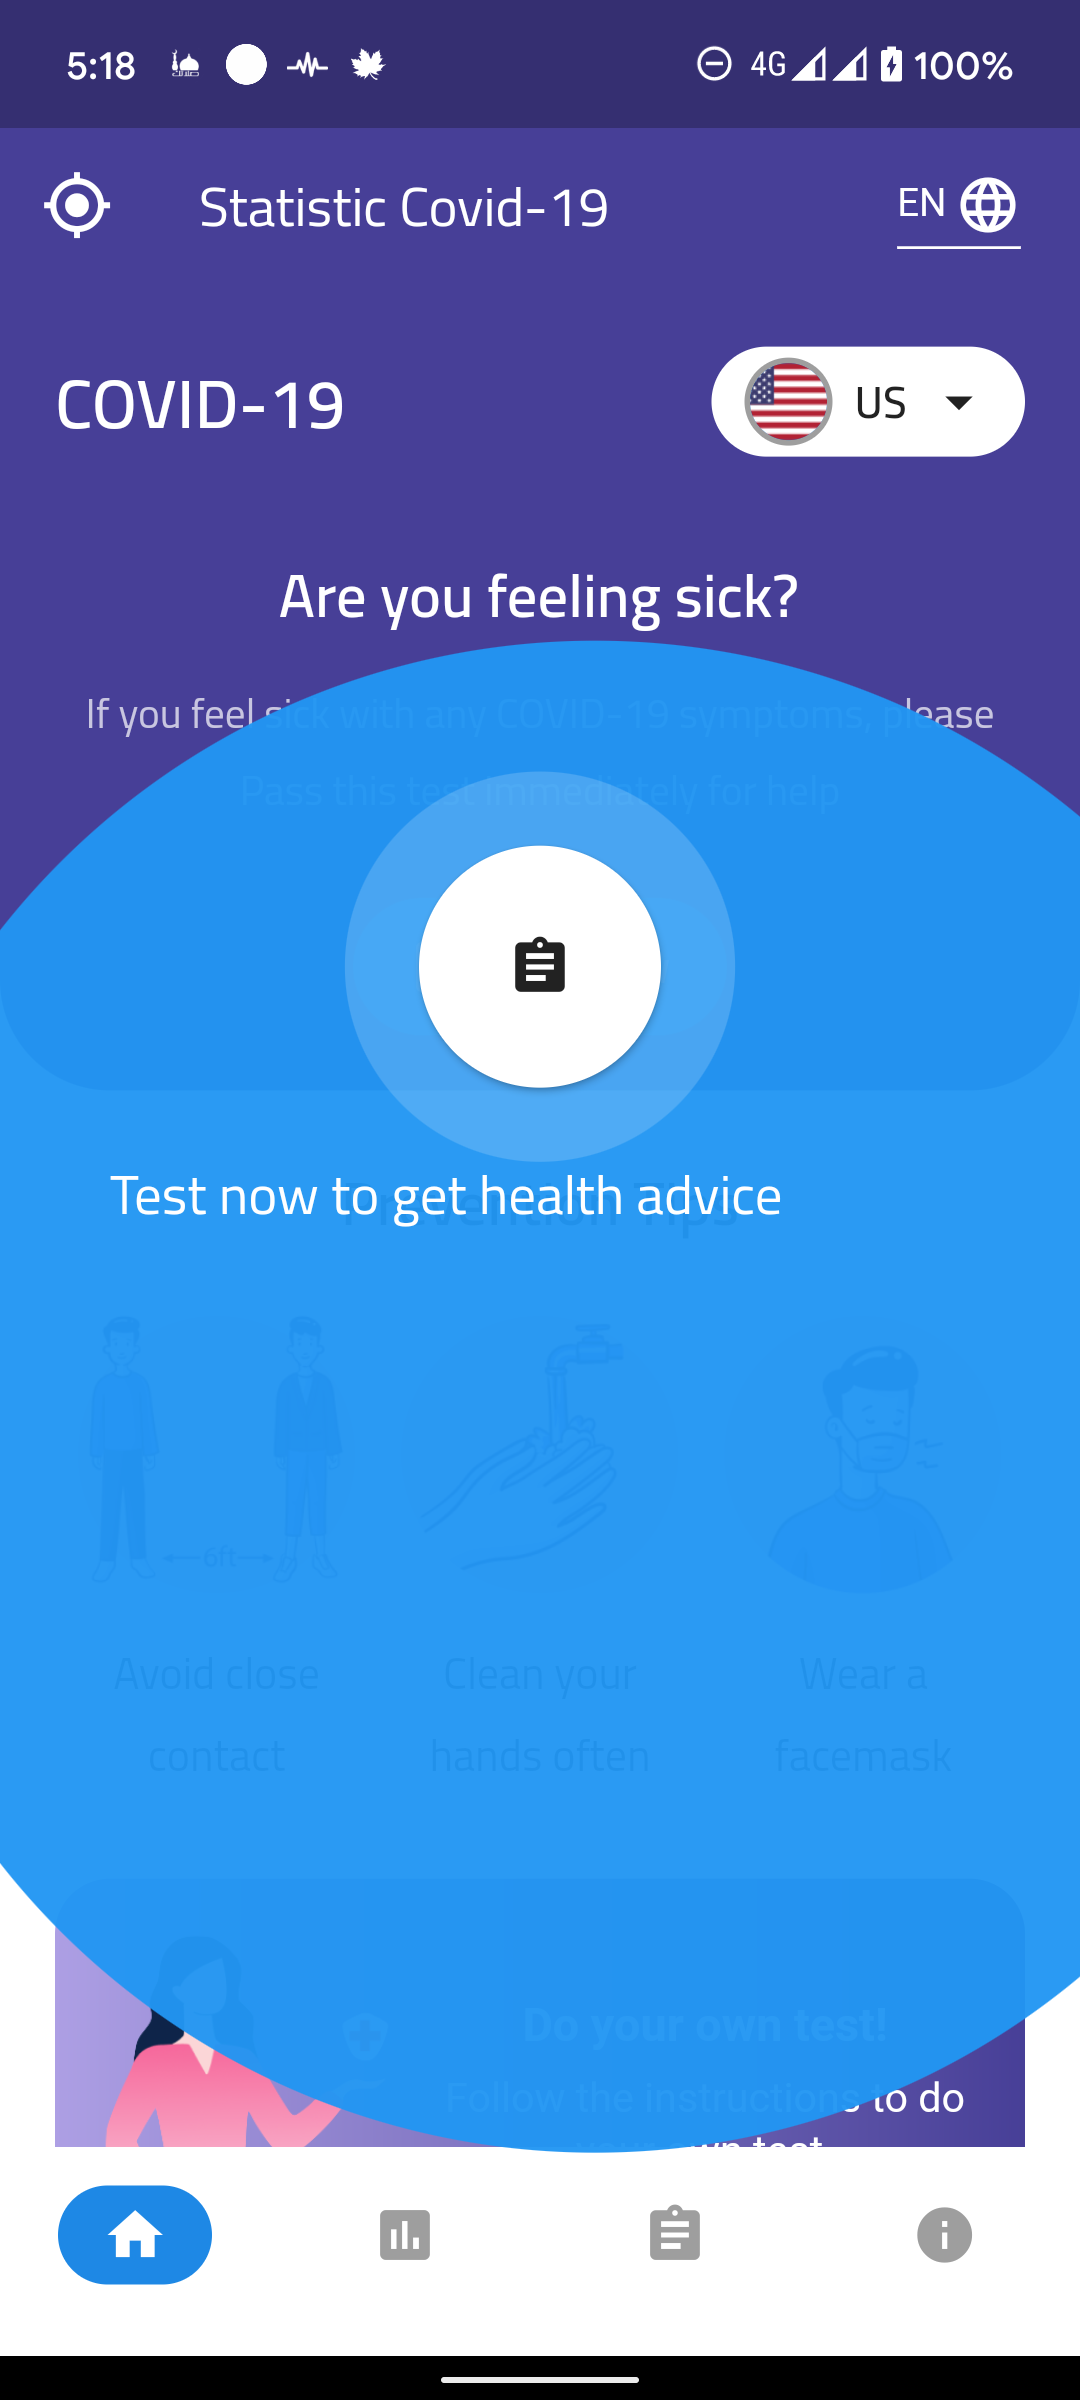 5:18
4G
100%
Statistic Covid-19
EN
COVID-19
US
Are you feeling sick?
If you feel sick with any COVID-19 symptoms, please
Pass this test immediately for help
Test now to get health advice
Prevention Tips
6ft
Avoid close
contact
Clean your
hands often
Wear a
facemask
Do your own test!
Follow the instructions to do
own test